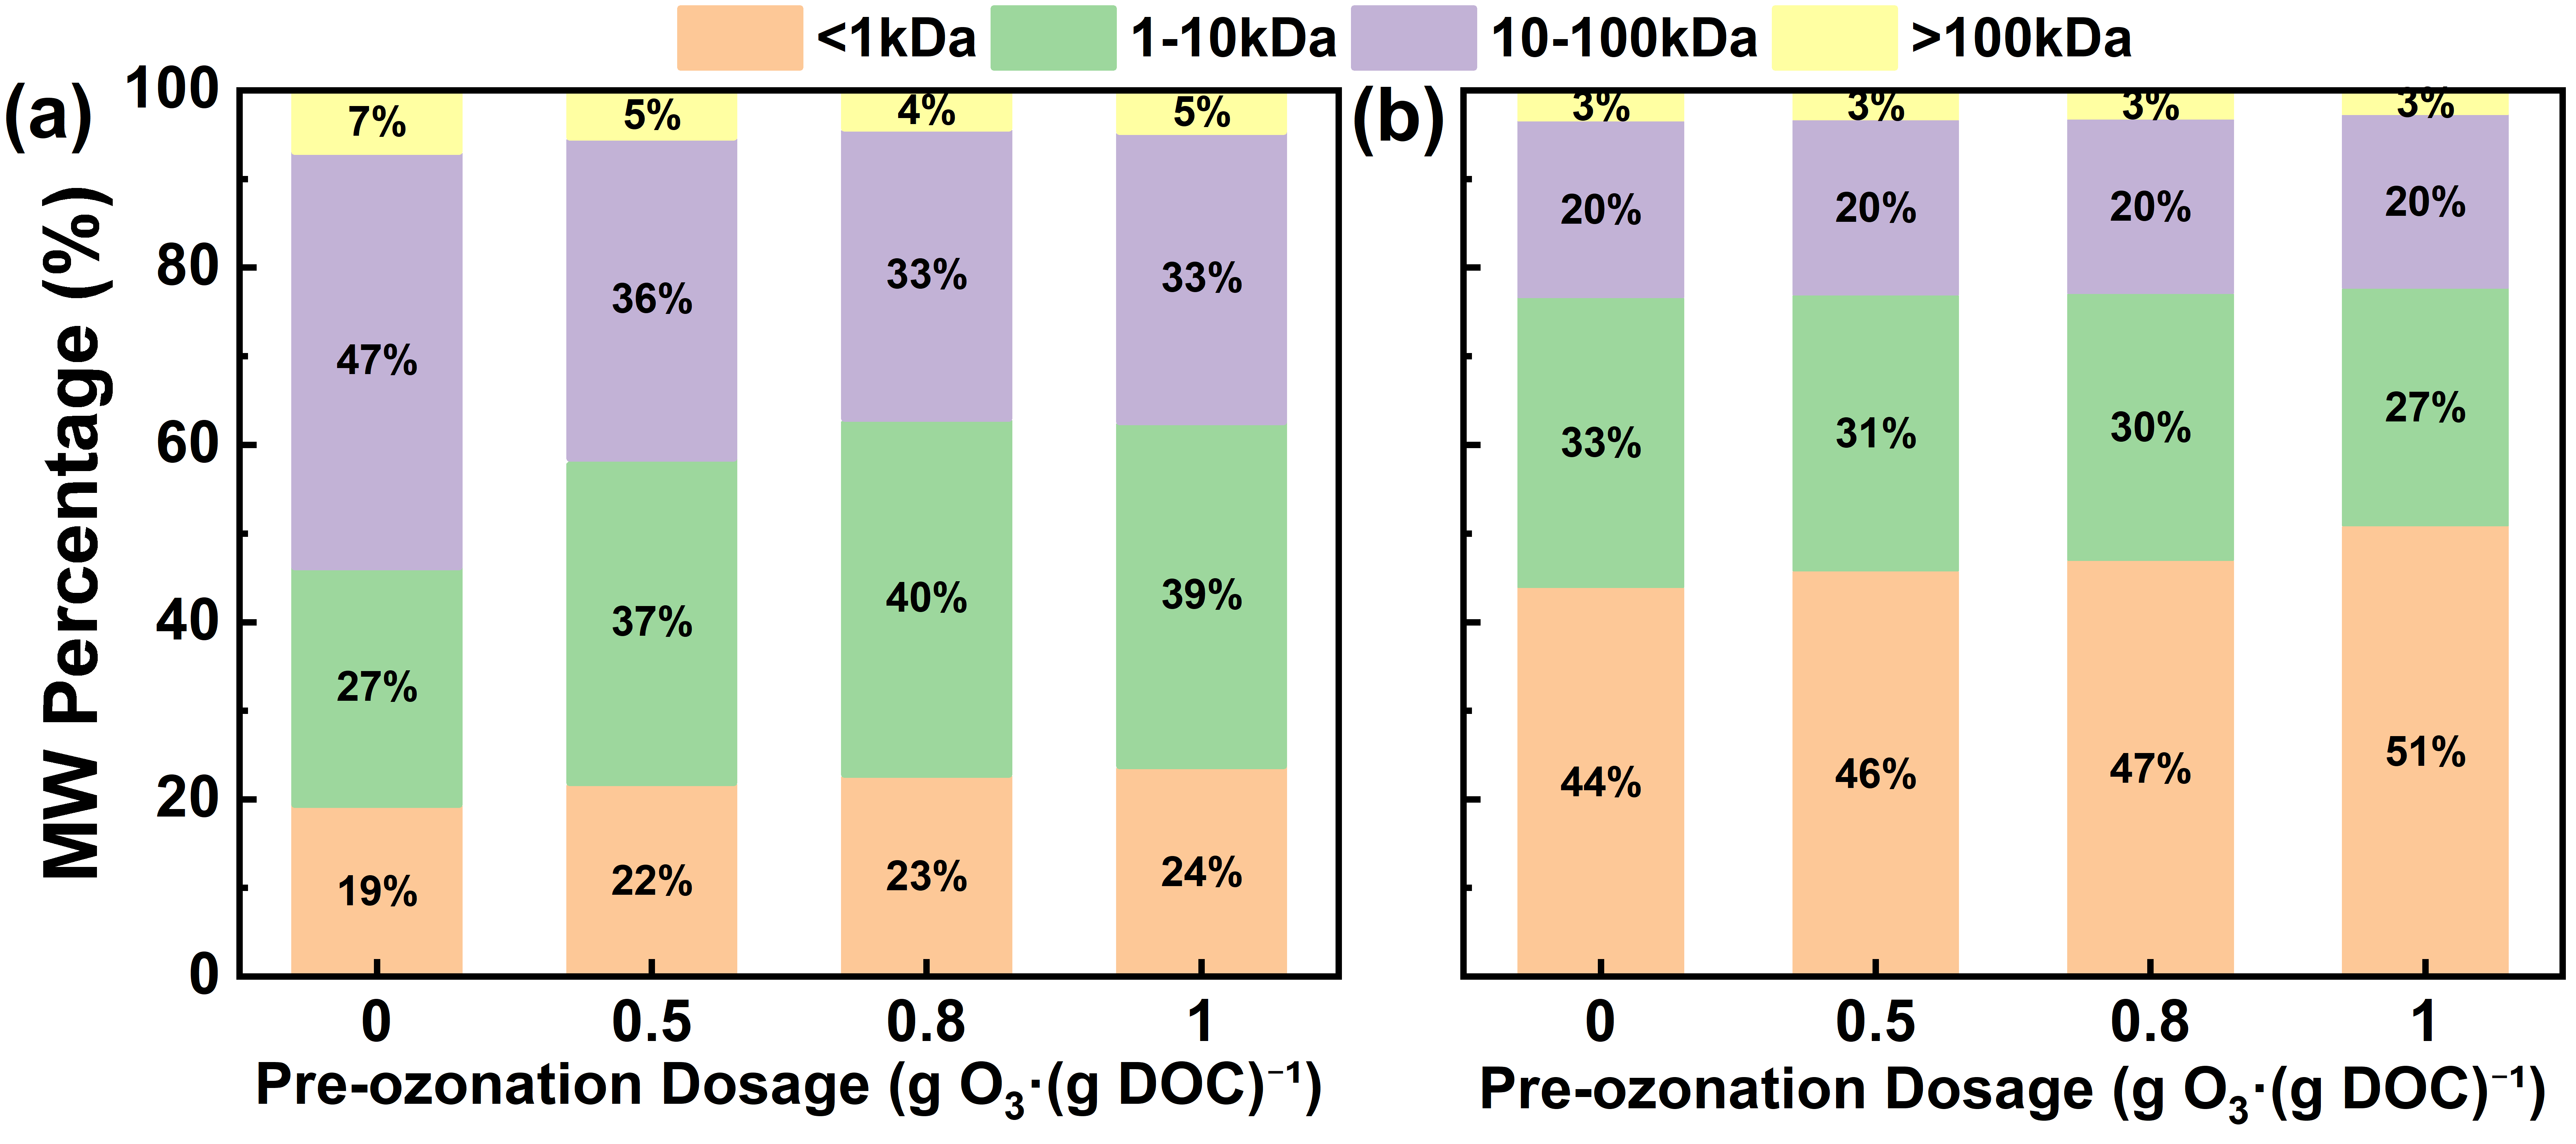 <1kDa 1-10kDa 10-100kDa >100kDa
(a)
MW Percentage (%)
100
80
60
40
20
0
7% 5% 4% 5%
47% 36% 33% 33%
27% 37% 40% 39%
19% 22% 23% 24%
0 0.5 0.8 1
Pre-ozonation Dosage (g O₃·(g DOC)⁻¹)
(b)
3% 3% 3% 3%
20% 20% 20% 20%
33% 31% 30% 27%
44% 46% 47% 51%
0 0.5 0.8 1
Pre-ozonation Dosage (g O₃·(g DOC)⁻¹)